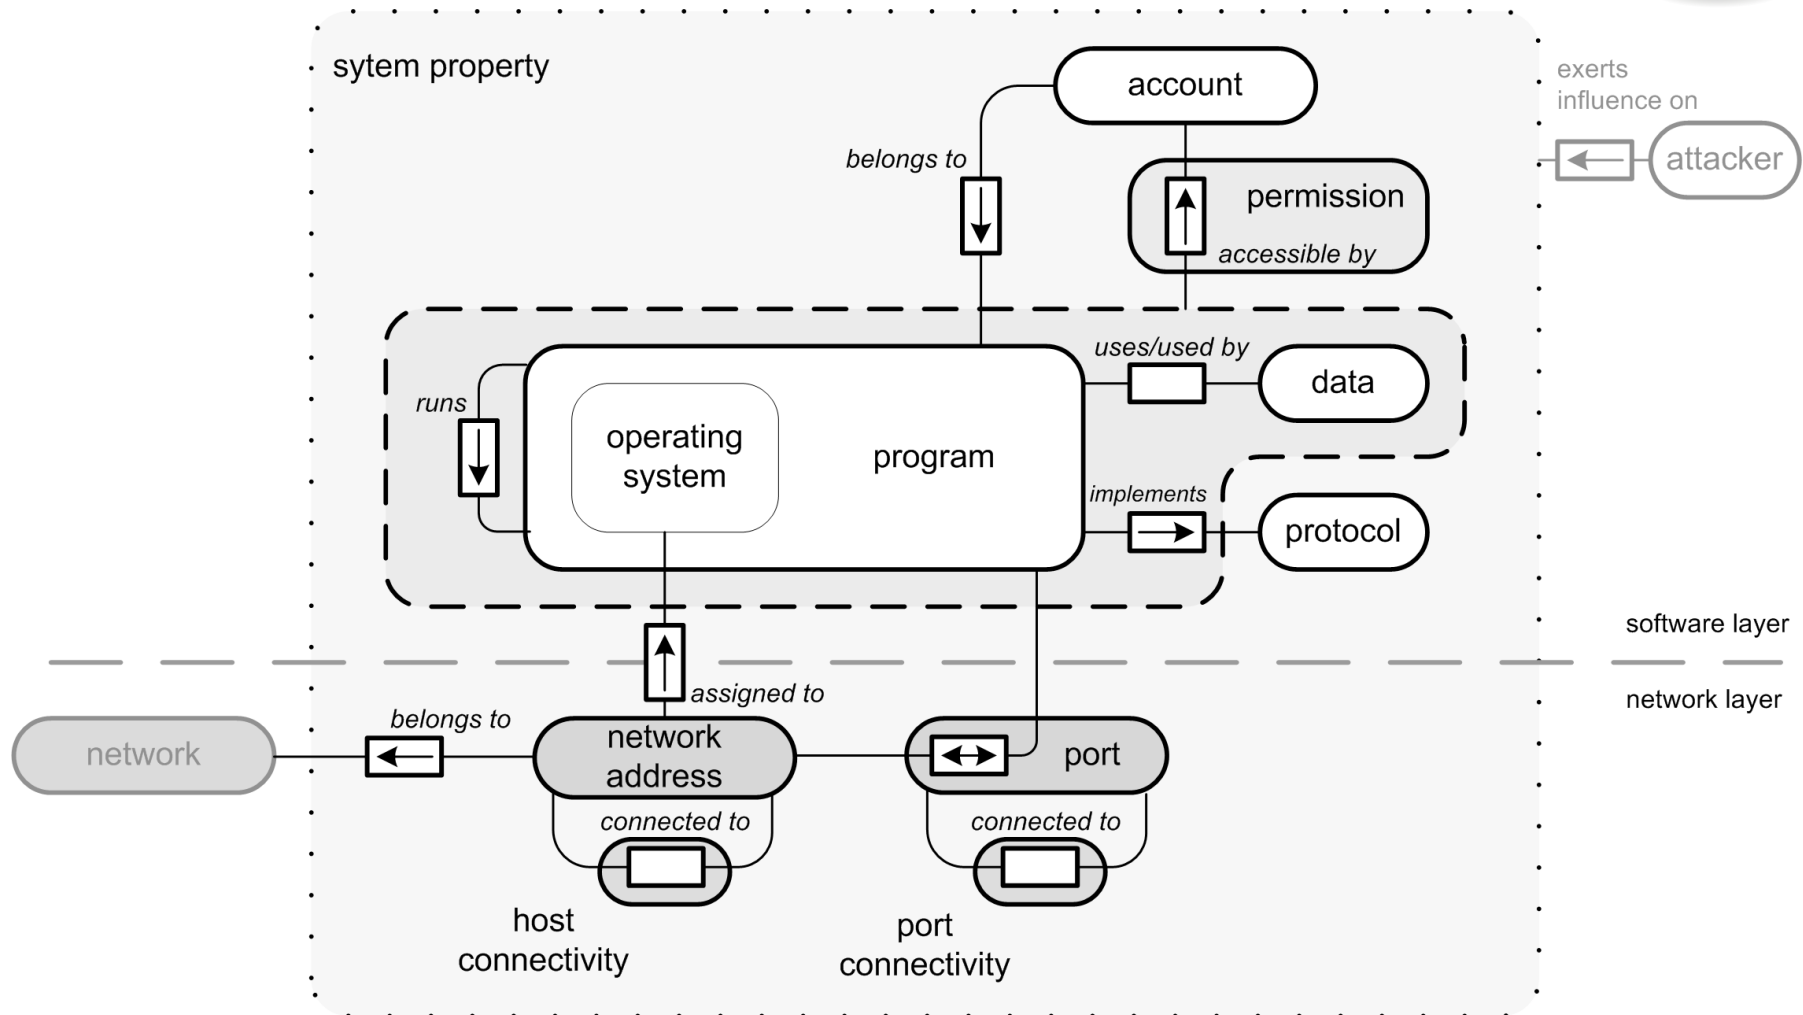 sytem property
account
exerts
influence on
attacker
belongs to
permission
accessible by
uses/used by
data
runs
operating
system
program
implements
protocol
software layer
assigned to
network layer
belongs to
network
network
address
port
connected to
connected to
host
connectivity
port
connectivity